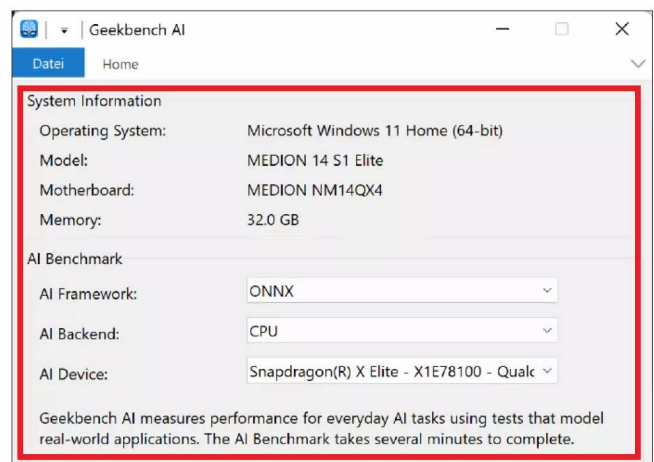 Geekbench AI
Datei Home
System Information
Operating System: Microsoft Windows 11 Home (64-bit)
Model: MEDION 14 S1 Elite
Motherboard: MEDION NM14QX4
Memory: 32.0 GB
AI Benchmark
AI Framework: ONNX
AI Backend: CPU
AI Device: Snapdragon(R) X Elite - X1E78100 - Qualc
Geekbench AI measures performance for everyday AI tasks using tests that model
real-world applications. The AI Benchmark takes several minutes to complete.